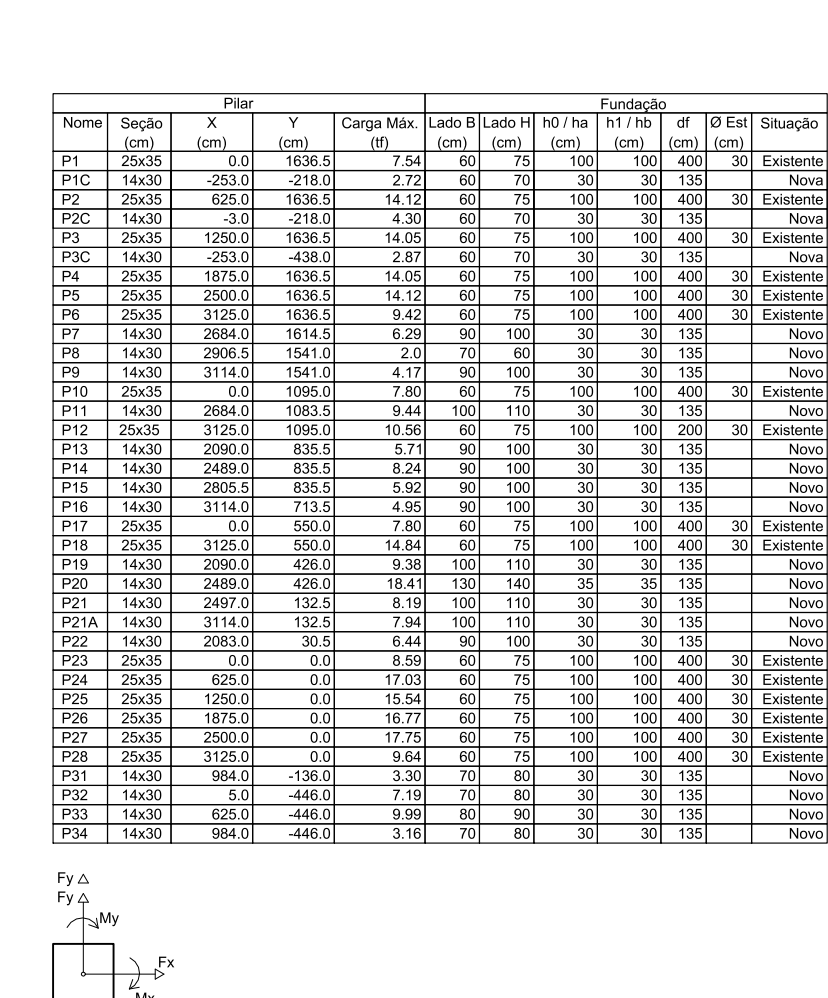 Pilar Fundação
Nome Seção X Y Carga Máx. Lado B Lado H h0 / ha h1 / hb df Ø Est Situação
(cm) (cm) (cm) (tf) (cm) (cm) (cm) (cm) (cm) (cm)
P1 25x35 0.0 1636.5 7.54 60 75 100 100 400 30 Existente
P1C 14x30 -253.0 -218.0 2.72 60 70 30 30 135 Nova
P2 25x35 625.0 1636.5 14.12 60 75 100 100 400 30 Existente
P2C 14x30 -3.0 -218.0 4.30 60 70 30 30 135 Nova
P3 25x35 1250.0 1636.5 14.05 60 75 100 100 400 30 Existente
P3C 14x30 -253.0 -438.0 2.87 60 70 30 30 135 Nova
P4 25x35 1875.0 1636.5 14.05 60 75 100 100 400 30 Existente
P5 25x35 2500.0 1636.5 14.12 60 75 100 100 400 30 Existente
P6 25x35 3125.0 1636.5 9.42 60 75 100 100 400 30 Existente
P7 14x30 2684.0 1614.5 6.29 90 100 30 30 135 Novo
P8 14x30 2906.5 1541.0 2.0 70 60 30 30 135 Novo
P9 14x30 3114.0 1541.0 4.17 90 100 30 30 135 Novo
P10 25x35 0.0 1095.0 7.80 60 75 100 100 400 30 Existente
P11 14x30 2684.0 1083.5 9.44 100 110 30 30 135 Novo
P12 25x35 3125.0 1095.0 10.56 60 75 100 100 200 30 Existente
P13 14x30 2090.0 835.5 5.71 90 100 30 30 135 Novo
P14 14x30 2489.0 835.5 8.24 90 100 30 30 135 Novo
P15 14x30 2805.5 835.5 5.92 90 100 30 30 135 Novo
P16 14x30 3114.0 713.5 4.95 90 100 30 30 135 Novo
P17 25x35 0.0 550.0 7.80 60 75 100 100 400 30 Existente
P18 25x35 3125.0 550.0 14.84 60 75 100 100 400 30 Existente
P19 14x30 2090.0 426.0 9.38 100 110 30 30 135 Novo
P20 14x30 2489.0 426.0 18.41 130 140 35 35 135 Novo
P21 14x30 2497.0 132.5 8.19 100 110 30 30 135 Novo
P21A 14x30 3114.0 132.5 7.94 100 110 30 30 135 Novo
P22 14x30 2083.0 30.5 6.44 90 100 30 30 135 Novo
P23 25x35 0.0 0.0 8.59 60 75 100 100 400 30 Existente
P24 25x35 625.0 0.0 17.03 60 75 100 100 400 30 Existente
P25 25x35 1250.0 0.0 15.54 60 75 100 100 400 30 Existente
P26 25x35 1875.0 0.0 16.77 60 75 100 100 400 30 Existente
P27 25x35 2500.0 0.0 17.75 60 75 100 100 400 30 Existente
P28 25x35 3125.0 0.0 9.64 60 75 100 100 400 30 Existente
P31 14x30 984.0 -136.0 3.30 70 80 30 30 135 Novo
P32 14x30 5.0 -446.0 7.19 70 80 30 30 135 Novo
P33 14x30 625.0 -446.0 9.99 80 90 30 30 135 Novo
P34 14x30 984.0 -446.0 3.16 70 80 30 30 135 Novo
Fy
Fy
My
Fx
Mx